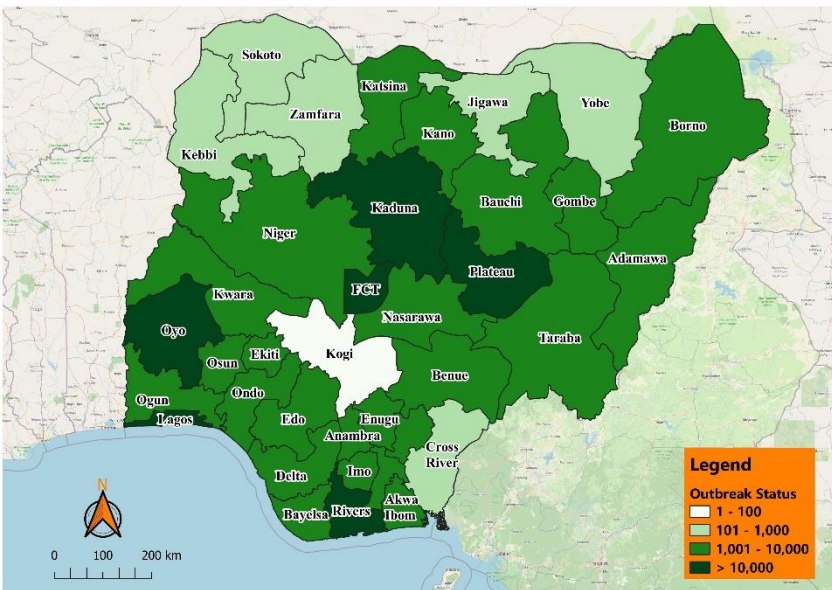 Sokoto
Katsina
Zamfara
Jigawa
Yobe
Borno
Kano
Kebbi
Kaduna
Bauchi
Gombe
Niger
Adamawa
Plateau
FCT
Kwara
Nasarawa
Oyo
Taraba
Kogi
Ekiti
Osun
Benue
Ondo
Ogun
Lagos
Edo
Enugu
Anambra
Cross
River
Imo
Delta
Akwa
Ibom
Rivers
Bayelsa
N
0 100 200 km
Legend
Outbreak Status
1 - 100
101 - 1,000
1,001 - 10,000
> 10,000